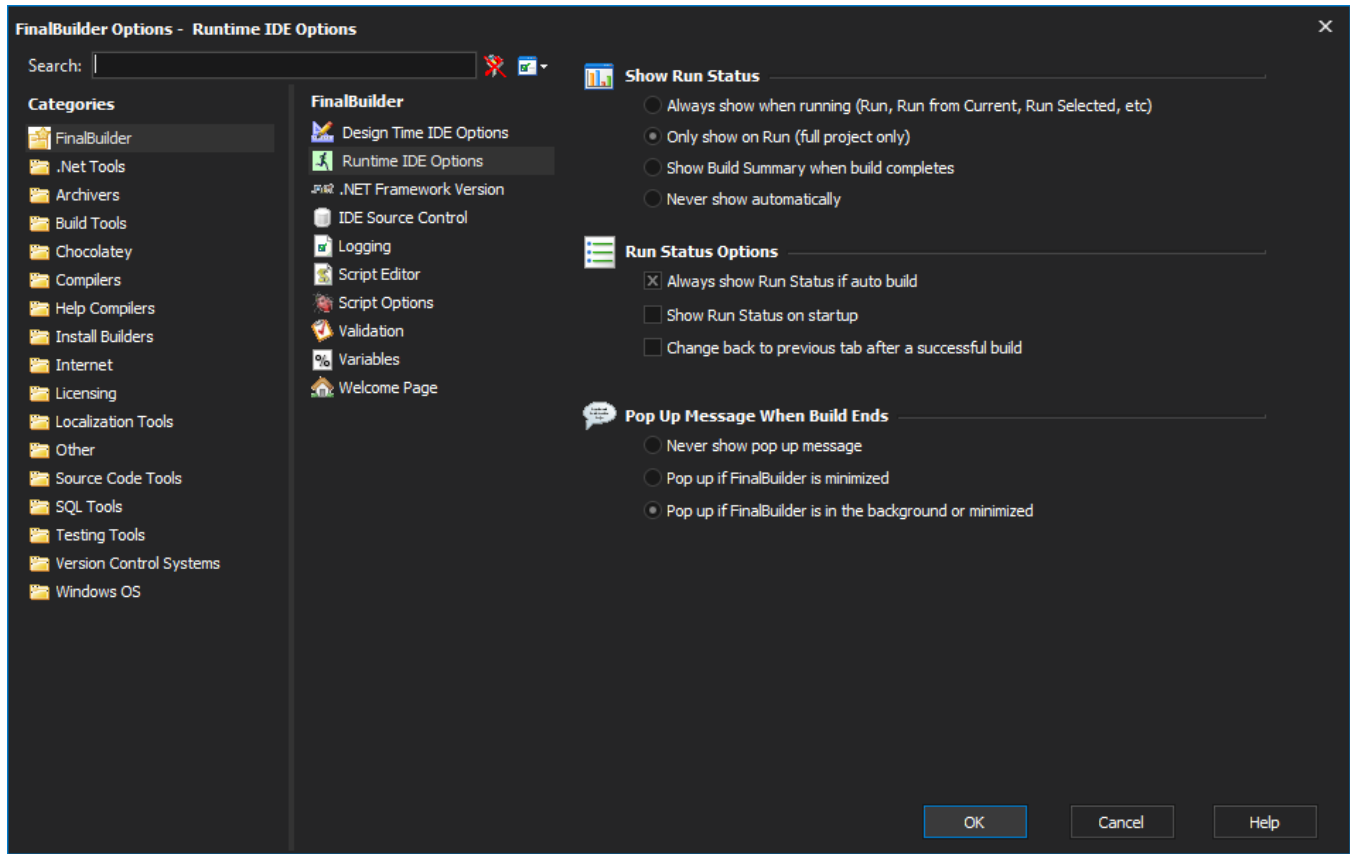 FinalBuilder Options - Runtime IDE Options
Search:
Categories
FinalBuilder
.Net Tools
Archivers
Build Tools
Chocolatey
Compilers
Help Compilers
Install Builders
Internet
Licensing
Localization Tools
Other
Source Code Tools
SQL Tools
Testing Tools
Version Control Systems
Windows OS
FinalBuilder
Design Time IDE Options
Runtime IDE Options
.NET Framework Version
IDE Source Control
Logging
Script Editor
Script Options
Validation
Variables
Welcome Page
Show Run Status
Always show when running (Run, Run from Current, Run Selected, etc)
Only show on Run (full project only)
Show Build Summary when build completes
Never show automatically
Run Status Options
Always show Run Status if auto build
Show Run Status on startup
Change back to previous tab after a successful build
Pop Up Message When Build Ends
Never show pop up message
Pop up if FinalBuilder is minimized
Pop up if FinalBuilder is in the background or minimized
OK
Cancel
Help